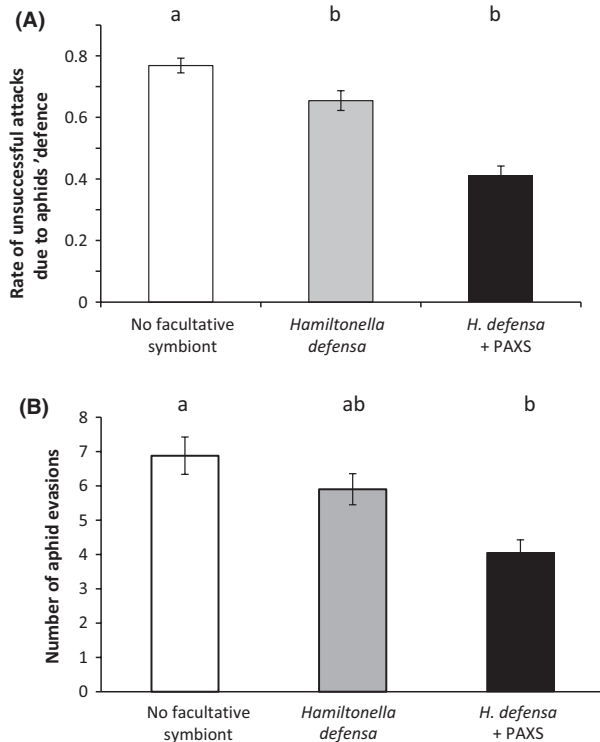 (A)
a b b
Rate of unsuccessful attacks
due to aphids 'defence
0.8
0.6
0.4
0.2
0
No facultative
symbiont
Hamiltonella
defensa
H. defensa
+ PAXS
(B)
a ab b
Number of aphid evasions
8
7
6
5
4
3
2
1
0
No facultative
symbiont
Hamiltonella
defensa
H. defensa
+ PAXS